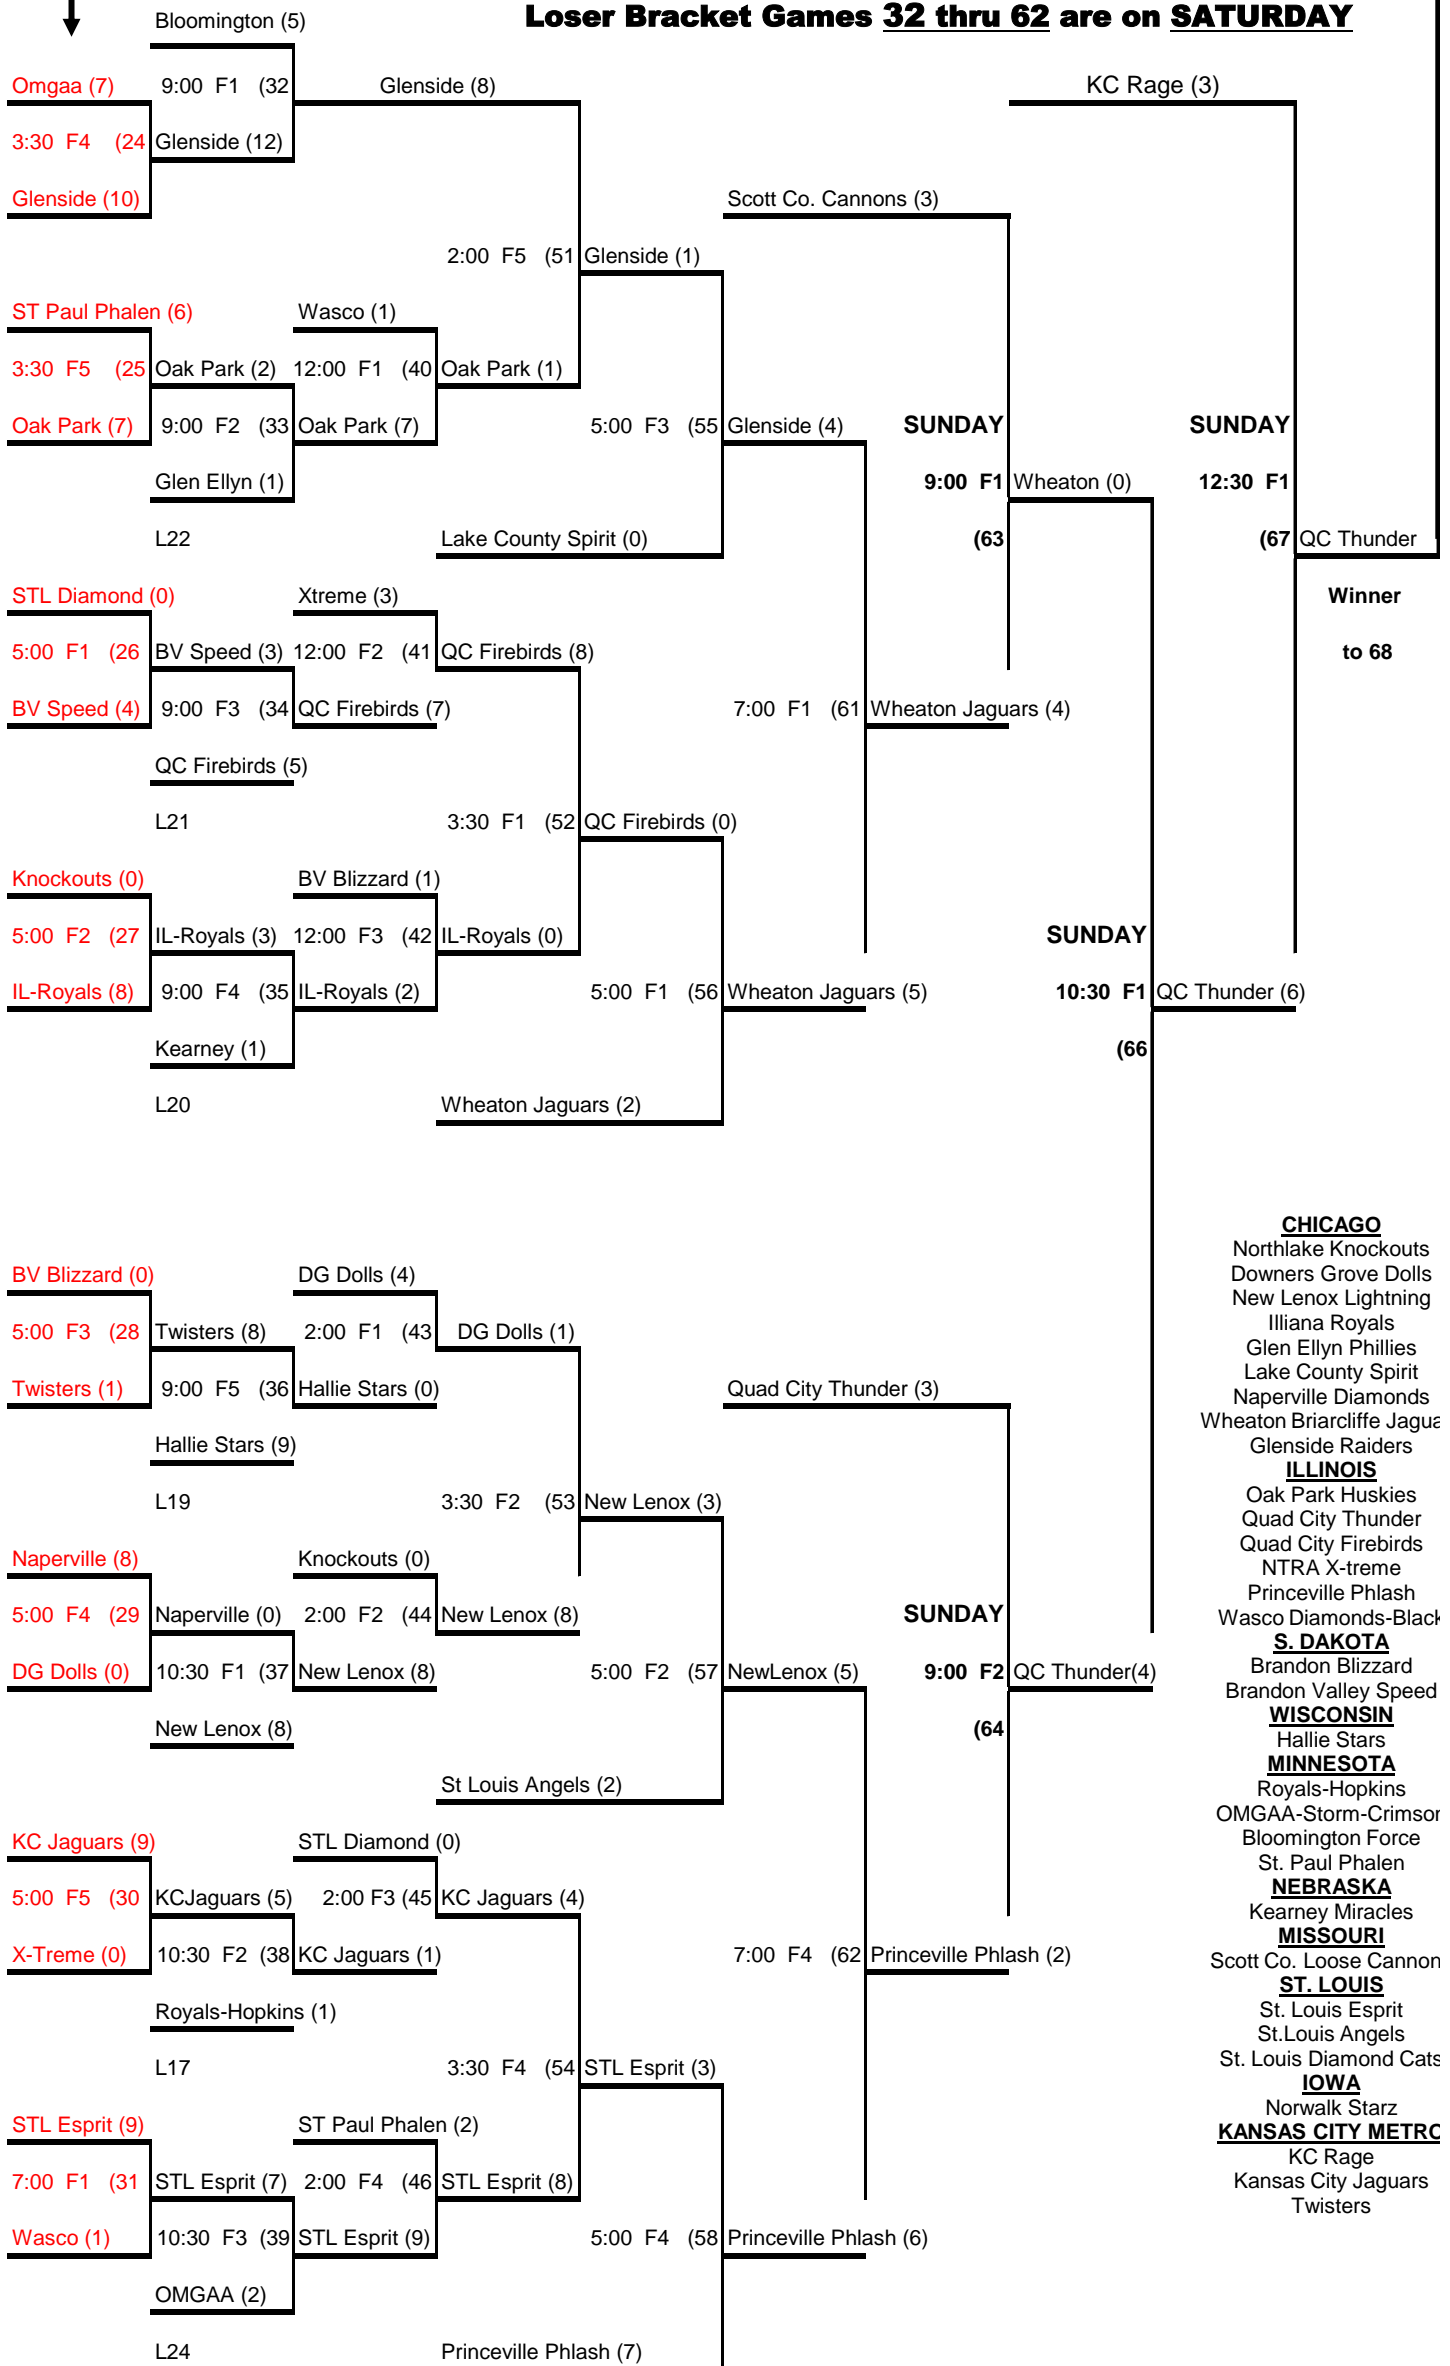 Loser Bracket Games 32 thru 62 are on SATURDAY
Bloomington (5)
Omgaa (7) 9:00 F1 (32 Glenside (8) KC Rage (3)
3:30 F4 (24 Glenside (12)
Glenside (10) Scott Co. Cannons (3)
2:00 F5 (51 Glenside (1)
ST Paul Phalen (6) Wasco (1)
3:30 F5 (25 Oak Park (2) 12:00 F1 (40 Oak Park (1)
Oak Park (7) 9:00 F2 (33 Oak Park (7) 5:00 F3 (55 Glenside (4) SUNDAY SUNDAY
Glen Ellyn (1) 9:00 F1 Wheaton (0) 12:30 F1
L22 Lake County Spirit (0) (63 (67 QC Thunder
STL Diamond (0) Xtreme (3) Winner
5:00 F1 (26 BV Speed (3) 12:00 F2 (41 QC Firebirds (8) to 68
BV Speed (4) 9:00 F3 (34 QC Firebirds (7) 7:00 F1 (61 Wheaton Jaguars (4)
QC Firebirds (5)
L21 3:30 F1 (52 QC Firebirds (0)
Knockouts (0) BV Blizzard (1)
5:00 F2 (27 IL-Royals (3) 12:00 F3 (42 IL-Royals (0) SUNDAY
IL-Royals (8) 9:00 F4 (35 IL-Royals (2) 5:00 F1 (56 Wheaton Jaguars (5) 10:30 F1 QC Thunder (6)
Kearney (1) (66
L20 Wheaton Jaguars (2)
BV Blizzard (0) DG Dolls (4)
5:00 F3 (28 Twisters (8) 2:00 F1 (43 DG Dolls (1)
Twisters (1) 9:00 F5 (36 Hallie Stars (0) Quad City Thunder (3)
Hallie Stars (9)
L19 3:30 F2 (53 New Lenox (3)
Naperville (8) Knockouts (0)
5:00 F4 (29 Naperville (0) 2:00 F2 (44 New Lenox (8) SUNDAY
DG Dolls (0) 10:30 F1 (37 New Lenox (8) 5:00 F2 (57 NewLenox (5) 9:00 F2 QC Thunder(4)
New Lenox (8) (64
St Louis Angels (2)
KC Jaguars (9) STL Diamond (0)
5:00 F5 (30 KCJaguars (5) 2:00 F3 (45 KC Jaguars (4)
X-Treme (0) 10:30 F2 (38 KC Jaguars (1) 7:00 F4 (62 Princeville Phlash (2)
Royals-Hopkins (1)
L17 3:30 F4 (54 STL Esprit (3)
STL Esprit (9) ST Paul Phalen (2)
7:00 F1 (31 STL Esprit (7) 2:00 F4 (46 STL Esprit (8)
Wasco (1) 10:30 F3 (39 STL Esprit (9) 5:00 F4 (58 Princeville Phlash (6)
OMGAA (2)
L24 Princeville Phlash (7)
CHICAGO
Northlake Knockouts
Downers Grove Dolls
New Lenox Lightning
Illiana Royals
Glen Ellyn Phillies
Lake County Spirit
Naperville Diamonds
Wheaton Briarcliffe Jagua
Glenside Raiders
ILLINOIS
Oak Park Huskies
Quad City Thunder
Quad City Firebirds
NTRA X-treme
Princeville Phlash
Wasco Diamonds-Black
S. DAKOTA
Brandon Blizzard
Brandon Valley Speed
WISCONSIN
Hallie Stars
MINNESOTA
Royals-Hopkins
OMGAA-Storm-Crimson
Bloomington Force
St. Paul Phalen
NEBRASKA
Kearney Miracles
MISSOURI
Scott Co. Loose Cannon
ST. LOUIS
St. Louis Esprit
St.Louis Angels
St. Louis Diamond Cats
IOWA
Norwalk Starz
KANSAS CITY METRO
KC Rage
Kansas City Jaguars
Twisters